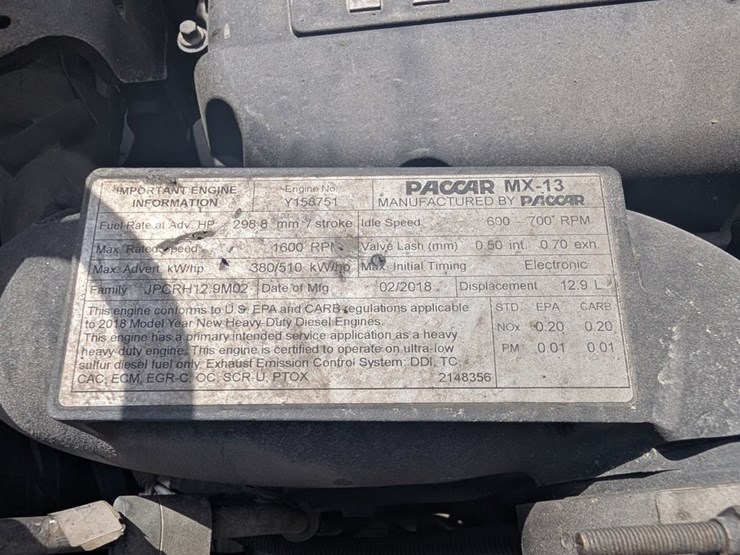 IMPORTANT ENGINE INFORMATION
Engine No.
Y156751
PACCAR MX-13
MANUFACTURED BY PACCAR
Fuel Rate at Adv. HP 298.8 mm³/ stroke
Idle Speed 600 - 700 RPM
Max Rated Speed 1600 RPM
Valve Lash (mm) 0.50 int. 0.70 exh.
Max Advert kW/hp 380/510 kW/hp
Max Initial Timing Electronic
Family JPCRH12.9M02
Date of Mfg. 02/2018
Displacement 12.9 L
This engine conforms to U.S. EPA and CARB regulations applicable
to 2018 Model Year New Heavy-Duty Diesel Engines.
This engine has a primary intended service application as a heavy
heavy-duty engine. This engine is certified to operate on ultra-low
sulfur diesel fuel only. Exhaust Emission Control System: DDI, TC,
CAC, ECM, EGR-C, OC, SCR-U, PTOX
2148356
STD EPA CARB
NOx 0.20 0.20
PM 0.01 0.01